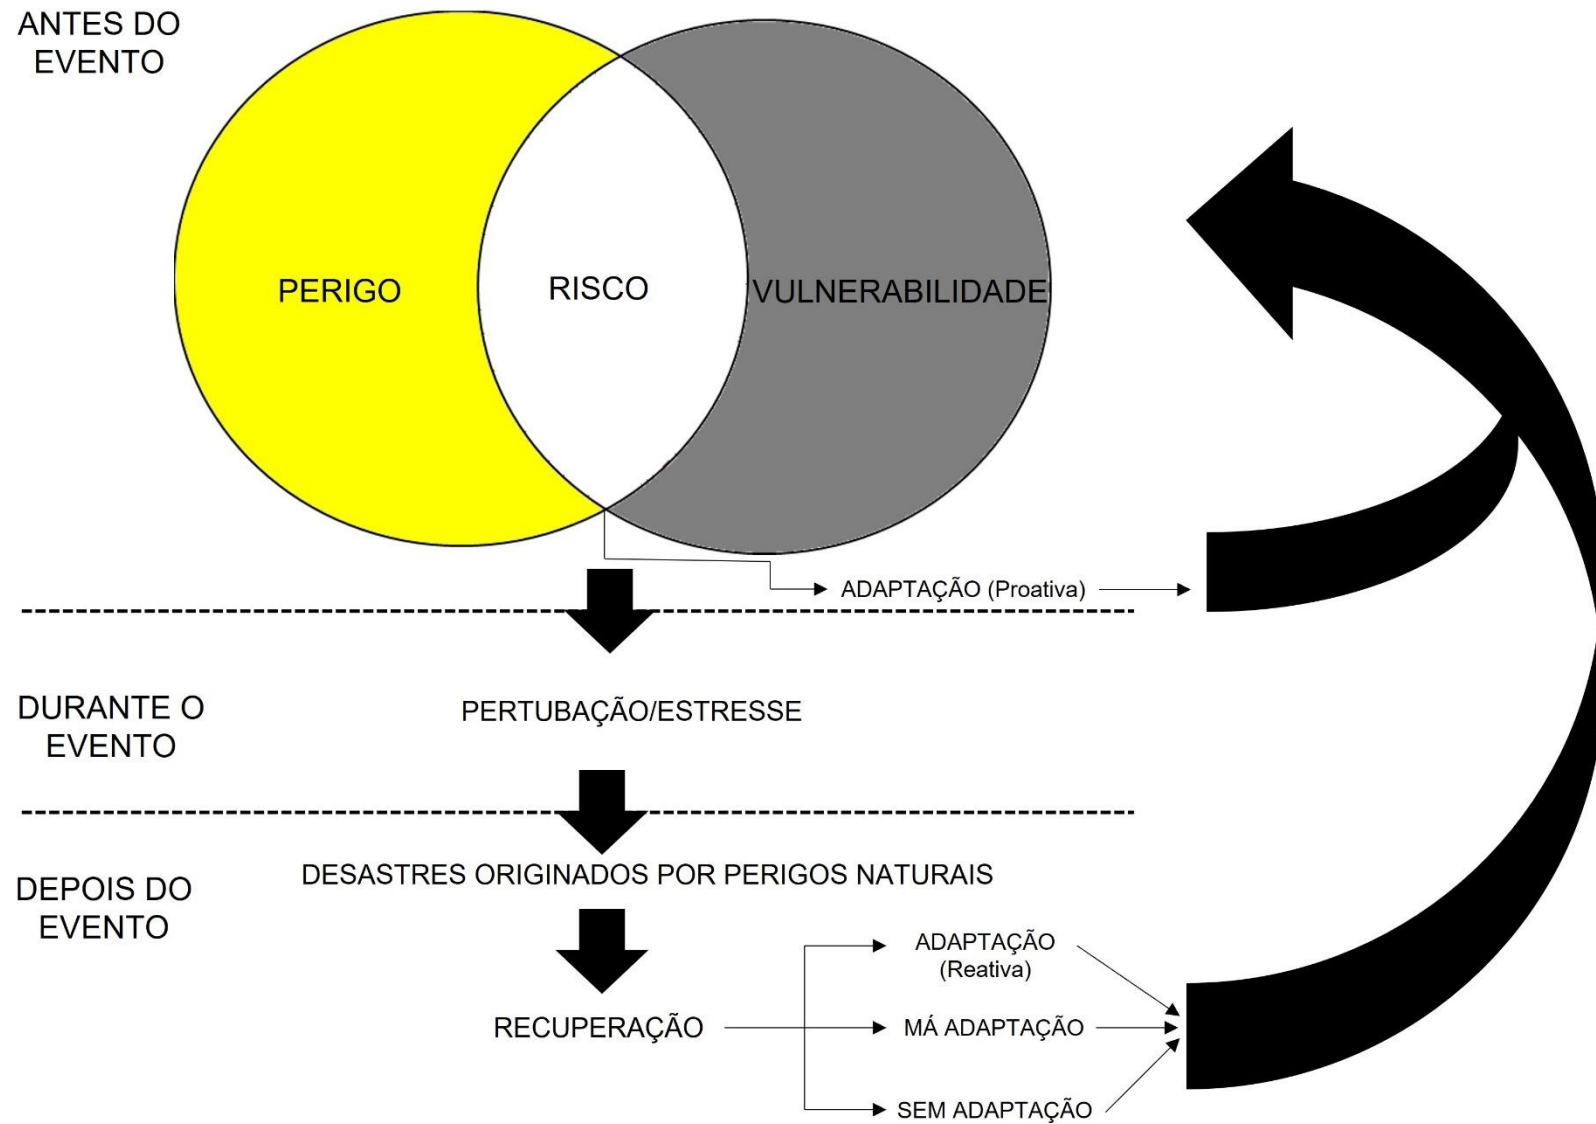 ANTES DO
EVENTO
PERIGO
RISCO
VULNERABILIDADE
ADAPTAÇÃO (Proativa)
DURANTE O
EVENTO
PERTUBAÇÃO/ESTRESSE
DEPOIS DO
EVENTO
DESASTRES ORIGINADOS POR PERIGOS NATURAIS
RECUPERAÇÃO
ADAPTAÇÃO
(Reativa)
MÁ ADAPTAÇÃO
SEM ADAPTAÇÃO